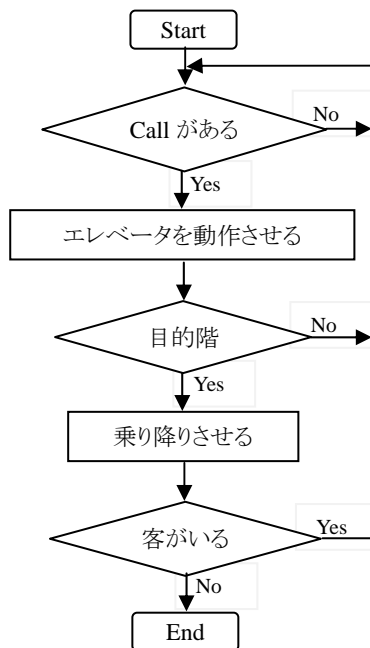 Start
Call がある
No
Yes
エレベータを動作させる
目的階
No
Yes
乗り降りさせる
客がいる
Yes
No
End